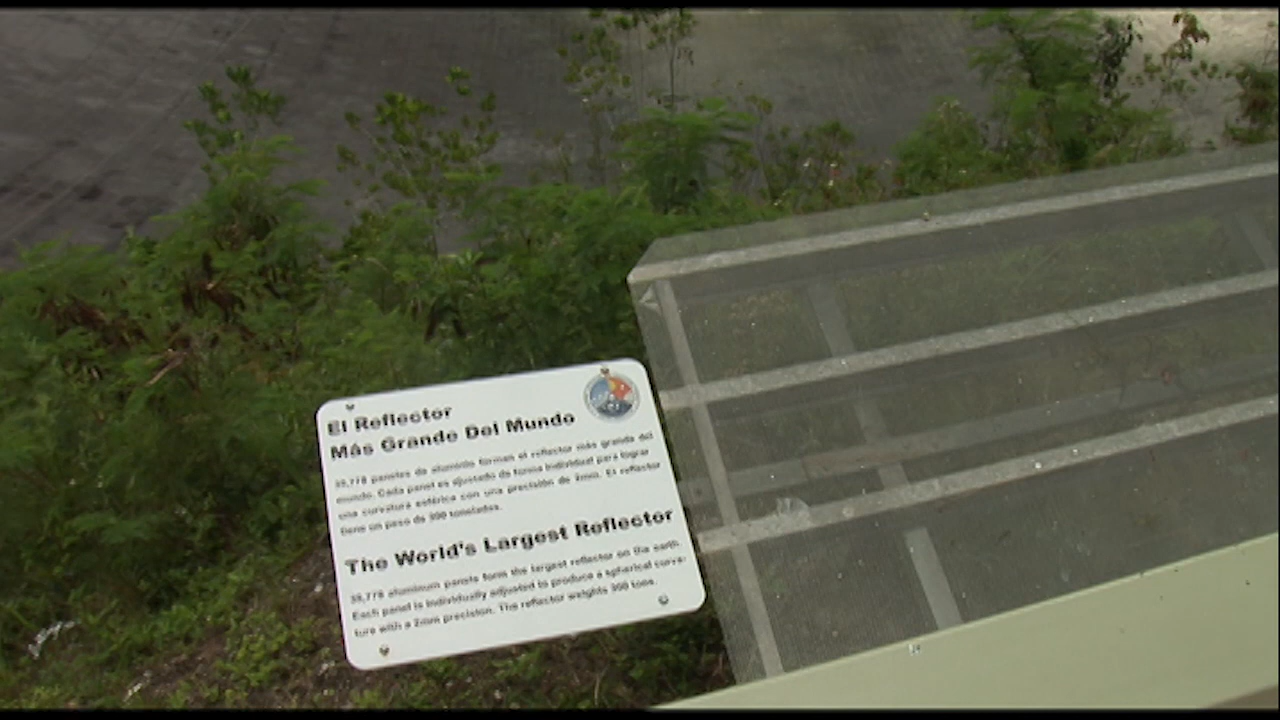 El Reflector
Más Grande Del Mundo
38,778 paneles de aluminio forman el reflector más grande del
mundo. Cada panel es ajustado de forma individual para lograr
una curvatura esférica con una precisión de 2mm. El reflector
tiene un peso de 300 toneladas.
The World's Largest Reflector
38,778 aluminum panels form the largest reflector on the earth.
Each panel is individually adjusted to produce a spherical curva-
ture with a 2mm precision. The reflector weights 300 tons.